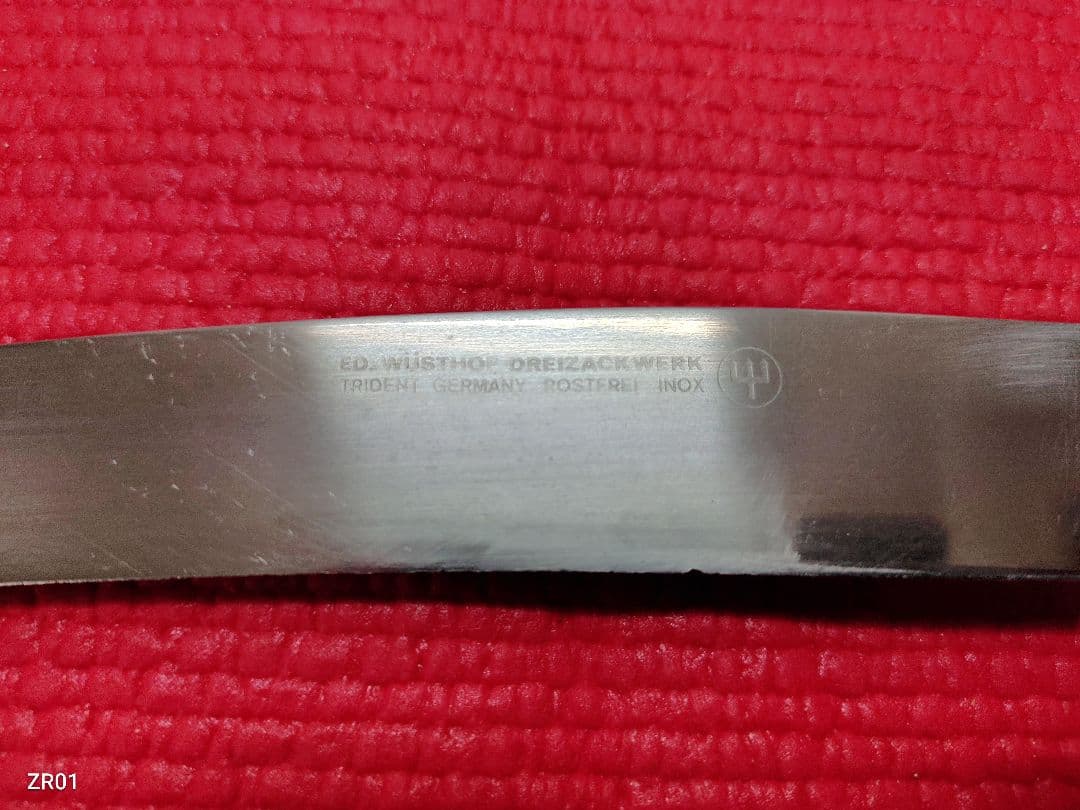 ED. WÜSTHOF DREIZACKWERK
TRIDENT GERMANY ROSTFREI INOX
ZR01